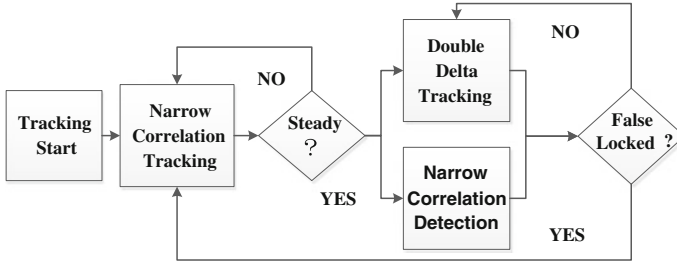 Tracking
Start
Narrow
Correlation
Tracking
NO
Steady
?
YES
Double
Delta
Tracking
Narrow
Correlation
Detection
NO
False
Locked ?
YES